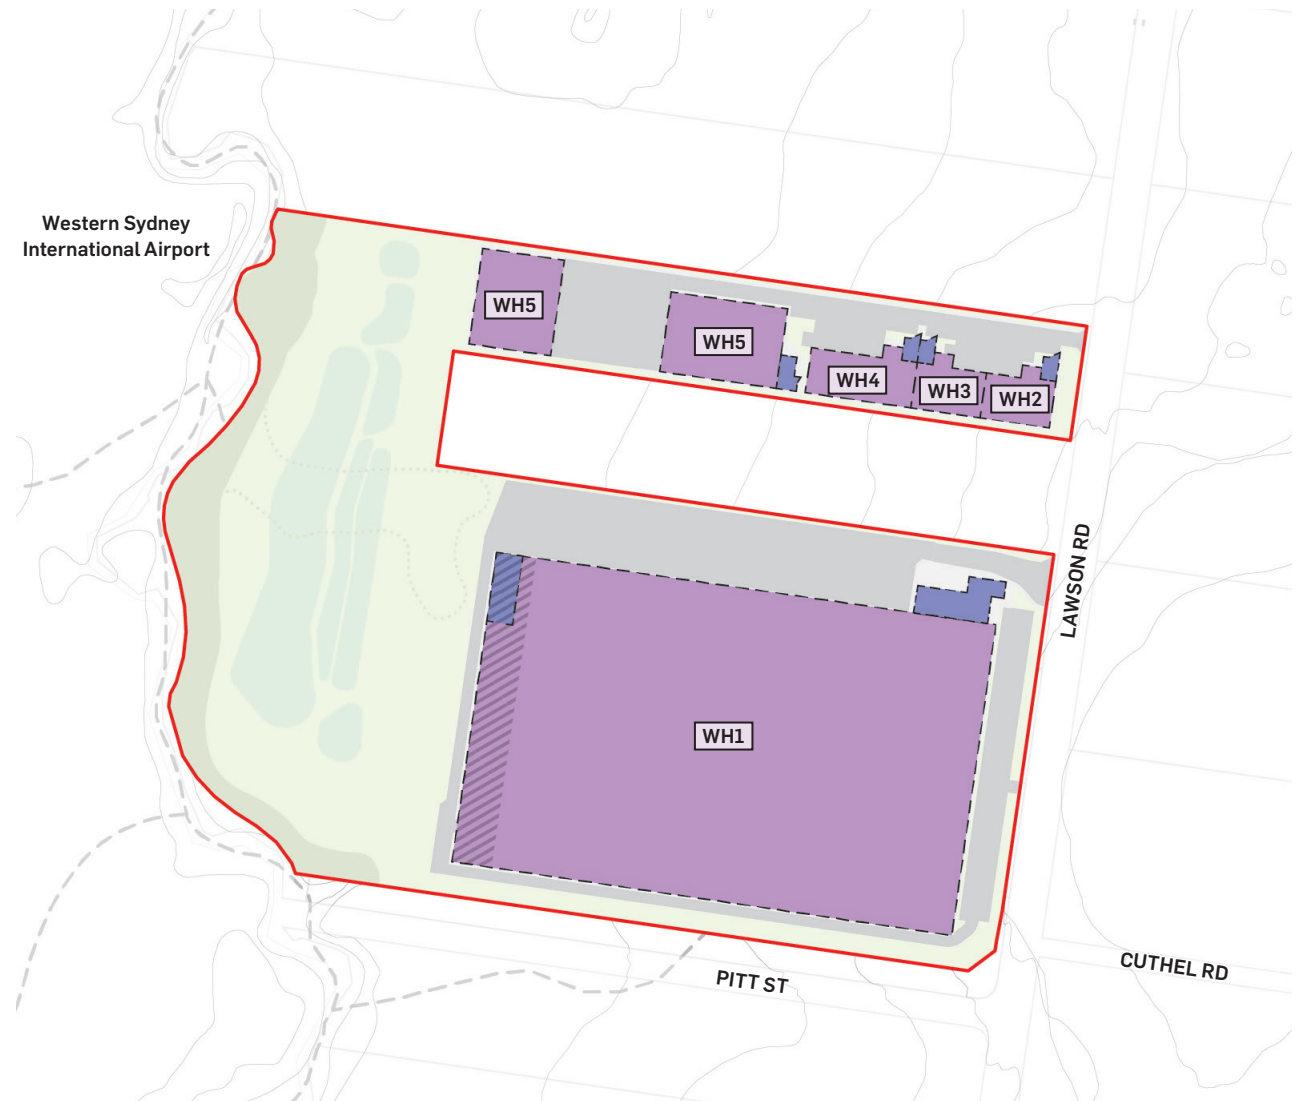 Western Sydney
International Airport
WH5
WH5
WH4
WH3
WH2
LAWSON RD
WH1
CUTHEL RD
PITT ST